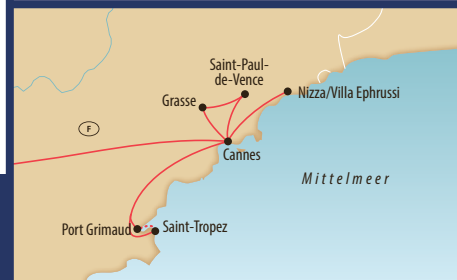 Saint-Paul-
de-Vence
Grasse
Nizza/Villa Ephrussi
F
Cannes
Mittelmeer
Port Grimaud
Saint-Tropez